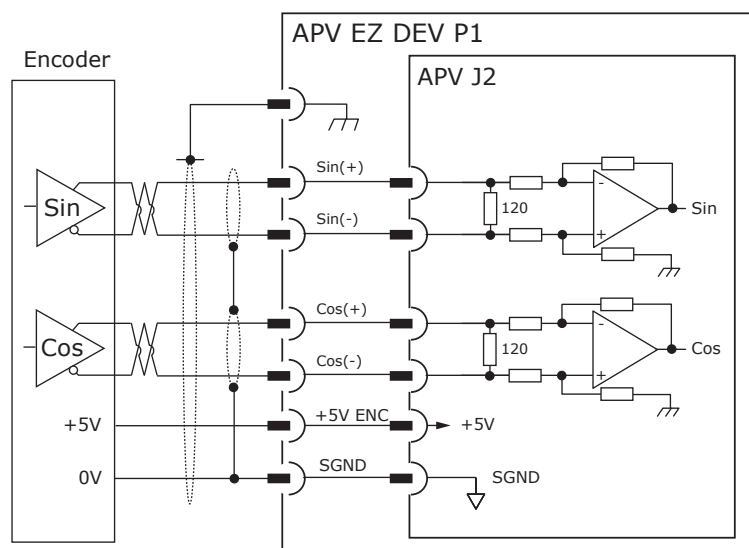 APV EZ DEV P1
Encoder
APV J2
Sin(+)
Sin
120
-
+
Sin
Sin(-)
Cos(+)
Cos
120
-
+
Cos
Cos(-)
+5V
+5V ENC
+5V
0V
SGND
SGND